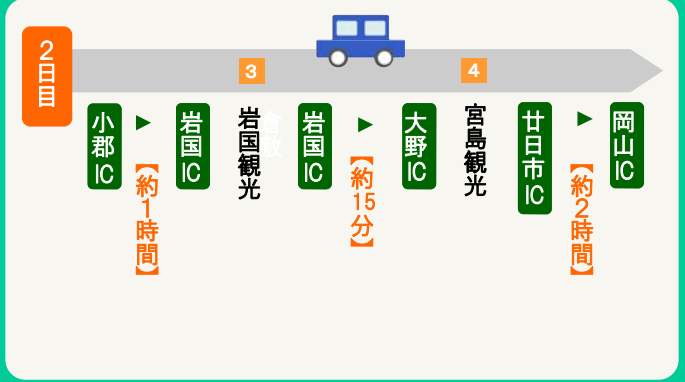 2日目
3
4
小郡IC
▶
【約1時間】
岩国IC
岩国観光
倉敷
岩国IC
▶
【約15分】
大野IC
宮島観光
廿日市IC
▶
【約2時間】
岡山IC